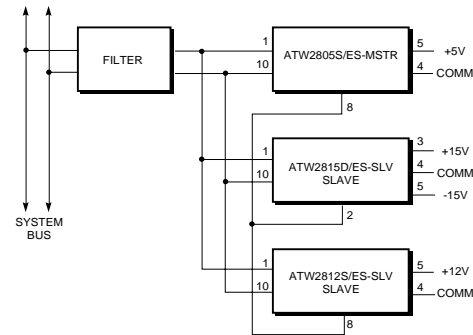 1
5
+5V
FILTER
ATW2805S/ES-MSTR
10
4
COMM
8
3
+15V
1
ATW2815D/ES-SLV
SLAVE
4
COMM
10
5
-15V
SYSTEM
BUS
2
1
5
+12V
ATW2812S/ES-SLV
SLAVE
10
4
COMM
8